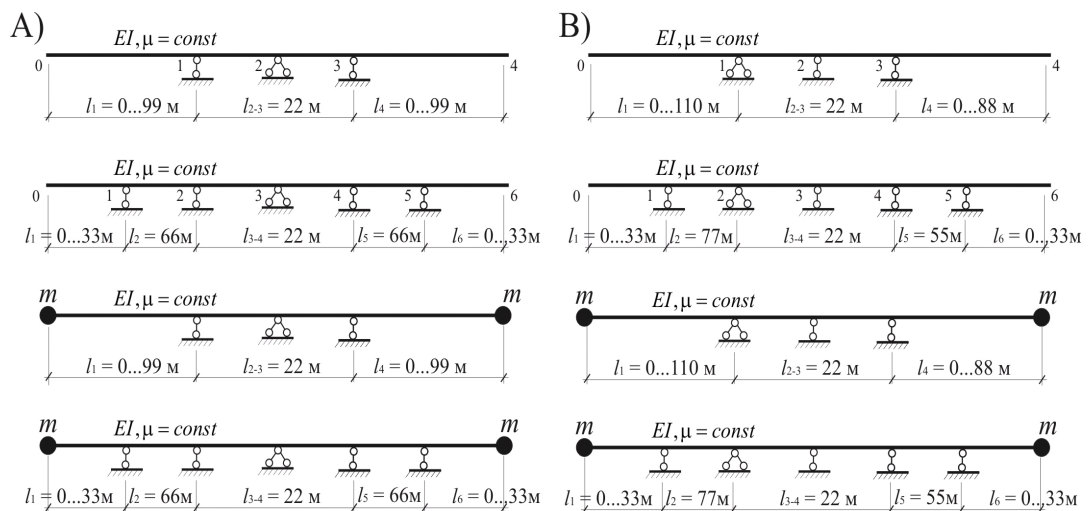 A)
EI, μ = const
0 1 2 3 4
l1 = 0...99 м l2-3 = 22 м l4 = 0...99 м
EI, μ = const
0 1 2 3 4 5 6
l1 = 0...33м l2 = 66м l3-4 = 22 м l5 = 66м l6 = 0...33м
m EI, μ = const m
l1 = 0...99 м l2-3 = 22 м l4 = 0...99 м
m EI, μ = const m
l1 = 0...33м l2 = 66м l3-4 = 22 м l5 = 66м l6 = 0...33м
B)
EI, μ = const
0 1 2 3 4
l1 = 0...110 м l2-3 = 22 м l4 = 0...88 м
EI, μ = const
0 1 2 3 4 5 6
l1 = 0...33м l2 = 77м l3-4 = 22 м l5 = 55м l6 = 0...33м
m EI, μ = const m
l1 = 0...110 м l2-3 = 22 м l4 = 0...88 м
m EI, μ = const m
l1 = 0...33м l2 = 77м l3-4 = 22 м l5 = 55м l6 = 0...33м